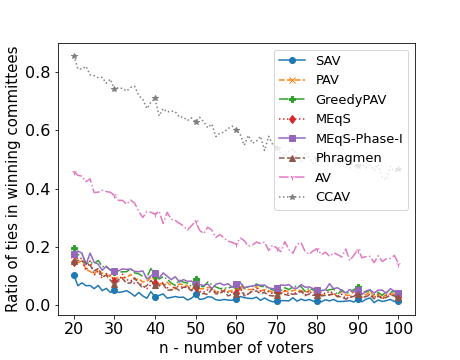 Ratio of ties in winning committees
0.8
0.6
0.4
0.2
0.0
SAV
PAV
GreedyPAV
MEqS
MEqS-Phase-I
Phragmen
AV
CCAV
20 30 40 50 60 70 80 90 100
n - number of voters